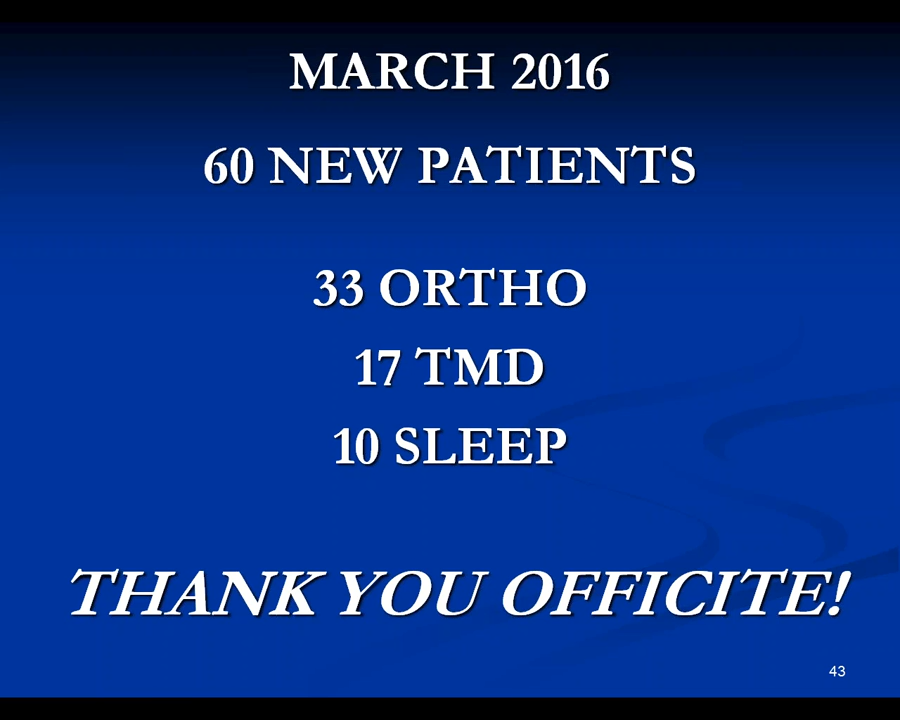 MARCH 2016
60 NEW PATIENTS
33 ORTHO
17 TMD
10 SLEEP
THANK YOU OFFICITE!
43